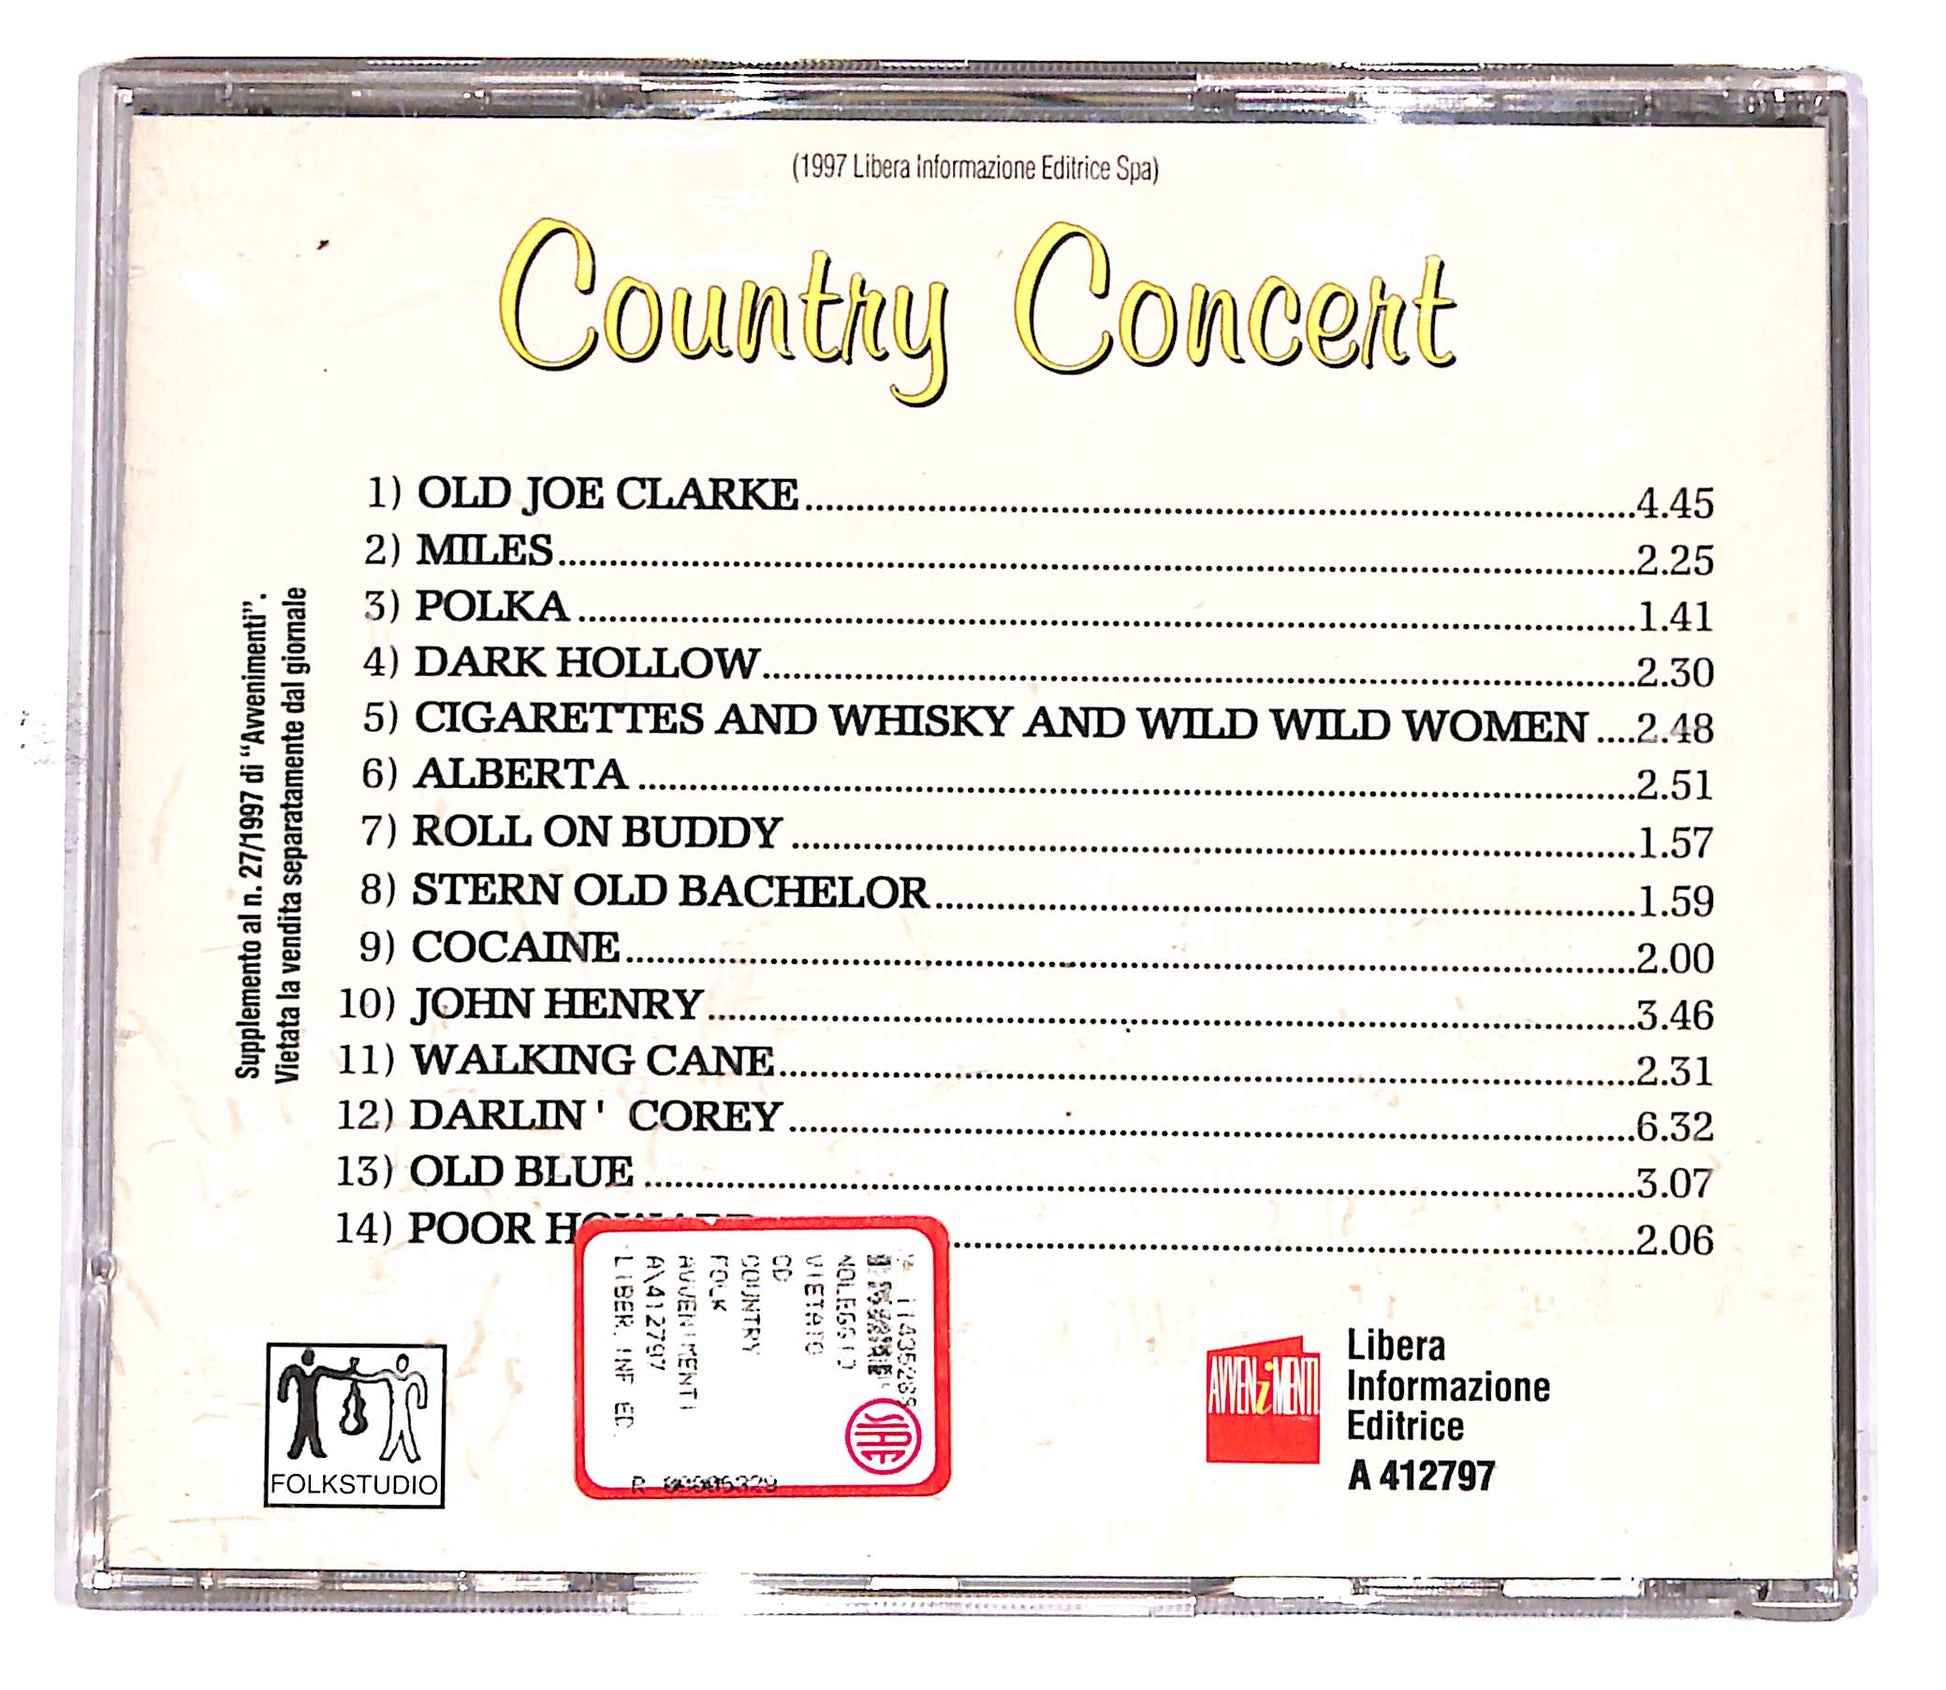 (1997 Libera Informazione Editrice Spa)
Country Concert
1) OLD JOE CLARKE 4.45
2) MILES 2.25
3) POLKA 1.41
4) DARK HOLLOW 2.30
5) CIGARETTES AND WHISKY AND WILD WILD WOMEN 2.48
6) ALBERTA 2.51
7) ROLL ON BUDDY 1.57
8) STERN OLD BACHELOR 1.59
9) COCAINE 2.00
10) JOHN HENRY 3.46
11) WALKING CANE 2.31
12) DARLIN' COREY 6.32
13) OLD BLUE 3.07
14) POOR 2.06
Supplemento al n. 27/1997 di "Avvenimenti".
Vietata la vendita separatamente dal giornale
FOLKSTUDIO
NOLEGGIO
VIETATO
CD
COUNTRY
FOLK
AVVENIMENTI
A\412797
LIBER. INF ED.
SIAE
AVVENiMENTI
Libera
Informazione
Editrice
A 412797